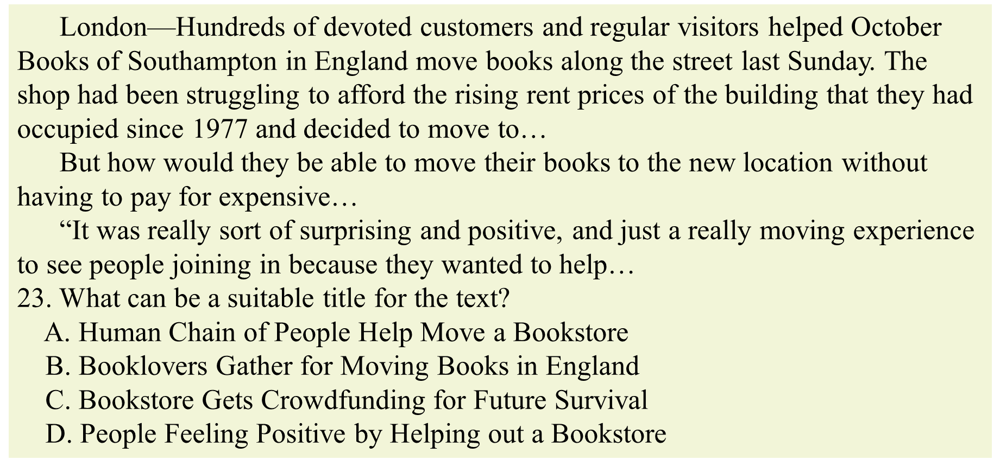 London—Hundreds of devoted customers and regular visitors helped October
Books of Southampton in England move books along the street last Sunday. The
shop had been struggling to afford the rising rent prices of the building that they had
occupied since 1977 and decided to move to…
But how would they be able to move their books to the new location without
having to pay for expensive…
“It was really sort of surprising and positive, and just a really moving experience
to see people joining in because they wanted to help…
23. What can be a suitable title for the text?
A. Human Chain of People Help Move a Bookstore
B. Booklovers Gather for Moving Books in England
C. Bookstore Gets Crowdfunding for Future Survival
D. People Feeling Positive by Helping out a Bookstore